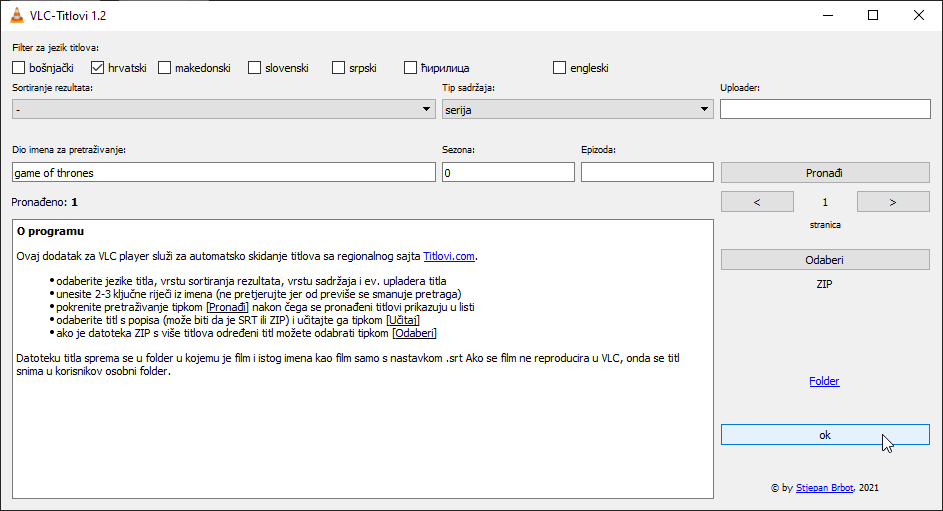 VLC-Titlovi 1.2
Filter za jezik titlova:
bošnjački hrvatski makedonski slovenski srpski ћирилица engleski
Sortiranje rezultata: Tip sadržaja: Uploader:
- serija
Dio imena za pretraživanje: Sezona: Epizoda:
game of thrones 0 Pronađi
Pronađeno: 1 < 1 >
stranica
O programu
Ovaj dodatak za VLC player služi za automatsko skidanje titlova sa regionalnog sajta Titlovi.com.
Odaberi
•odaberite jezike titla, vrstu sortiranja rezultata, vrstu sadržaja i ev. upladera titla
ZIP
•unesite 2-3 ključne riječi iz imena (ne pretjerujte jer od previše se smanuje pretraga)
•pokrenite pretraživanje tipkom [Pronađi] nakon čega se pronađeni titlovi prikazuju u listi
•odaberite titl s popisa (može biti da je SRT ili ZIP) i učitajte ga tipkom [Učitaj]
•ako je datoteka ZIP s više titlova određeni titl možete odabrati tipkom [Odaberi]
Datoteku titla sprema se u folder u kojemu je film i istog imena kao film samo s nastavkom .srt Ako se film ne reproducira u VLC, onda se titl
snima u korisnikov osobni folder.
Folder
ok
© by Stjepan Brbot, 2021